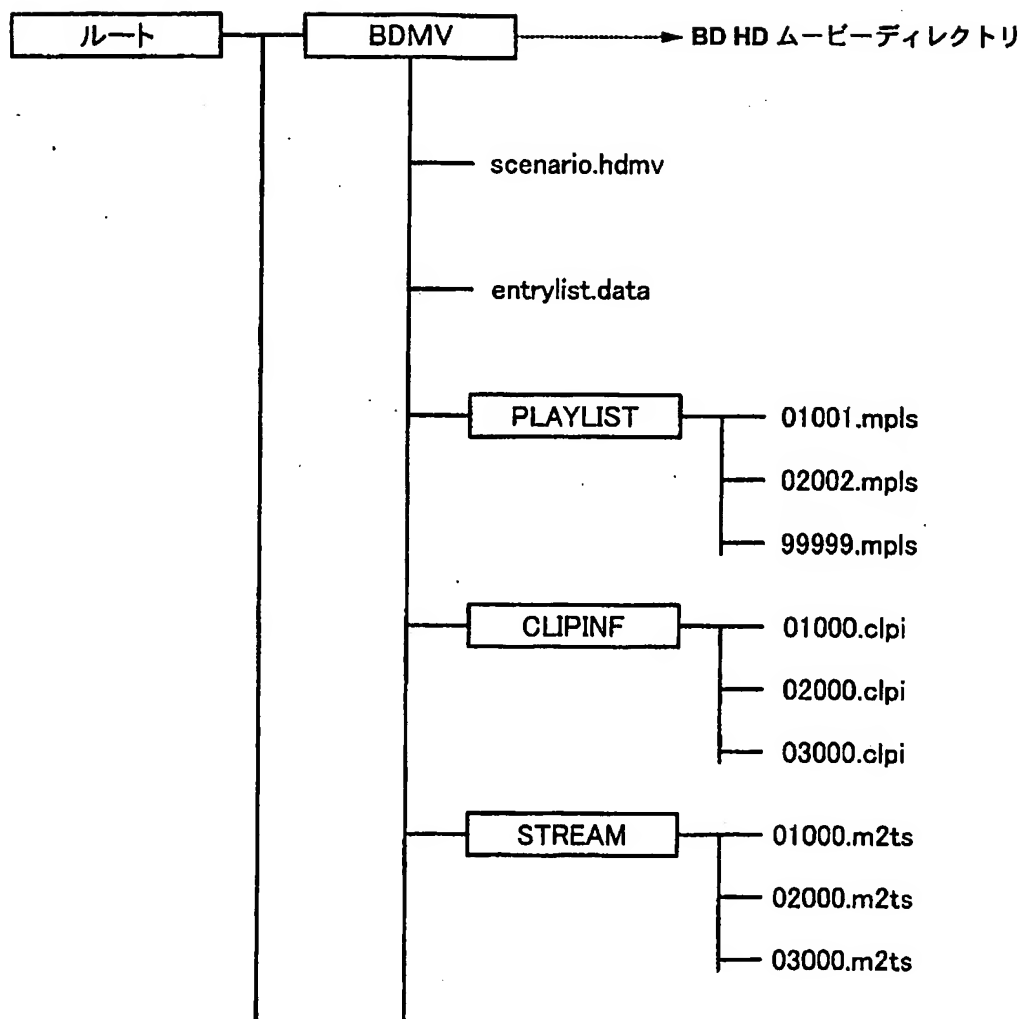 ルート
BDMV
BD HD ムービーディレクトリ
scenario.hdmv
entrylist.data
PLAYLIST
01001.mpls
02002.mpls
99999.mpls
CLIPINF
01000.clpi
02000.clpi
03000.clpi
STREAM
01000.m2ts
02000.m2ts
03000.m2ts